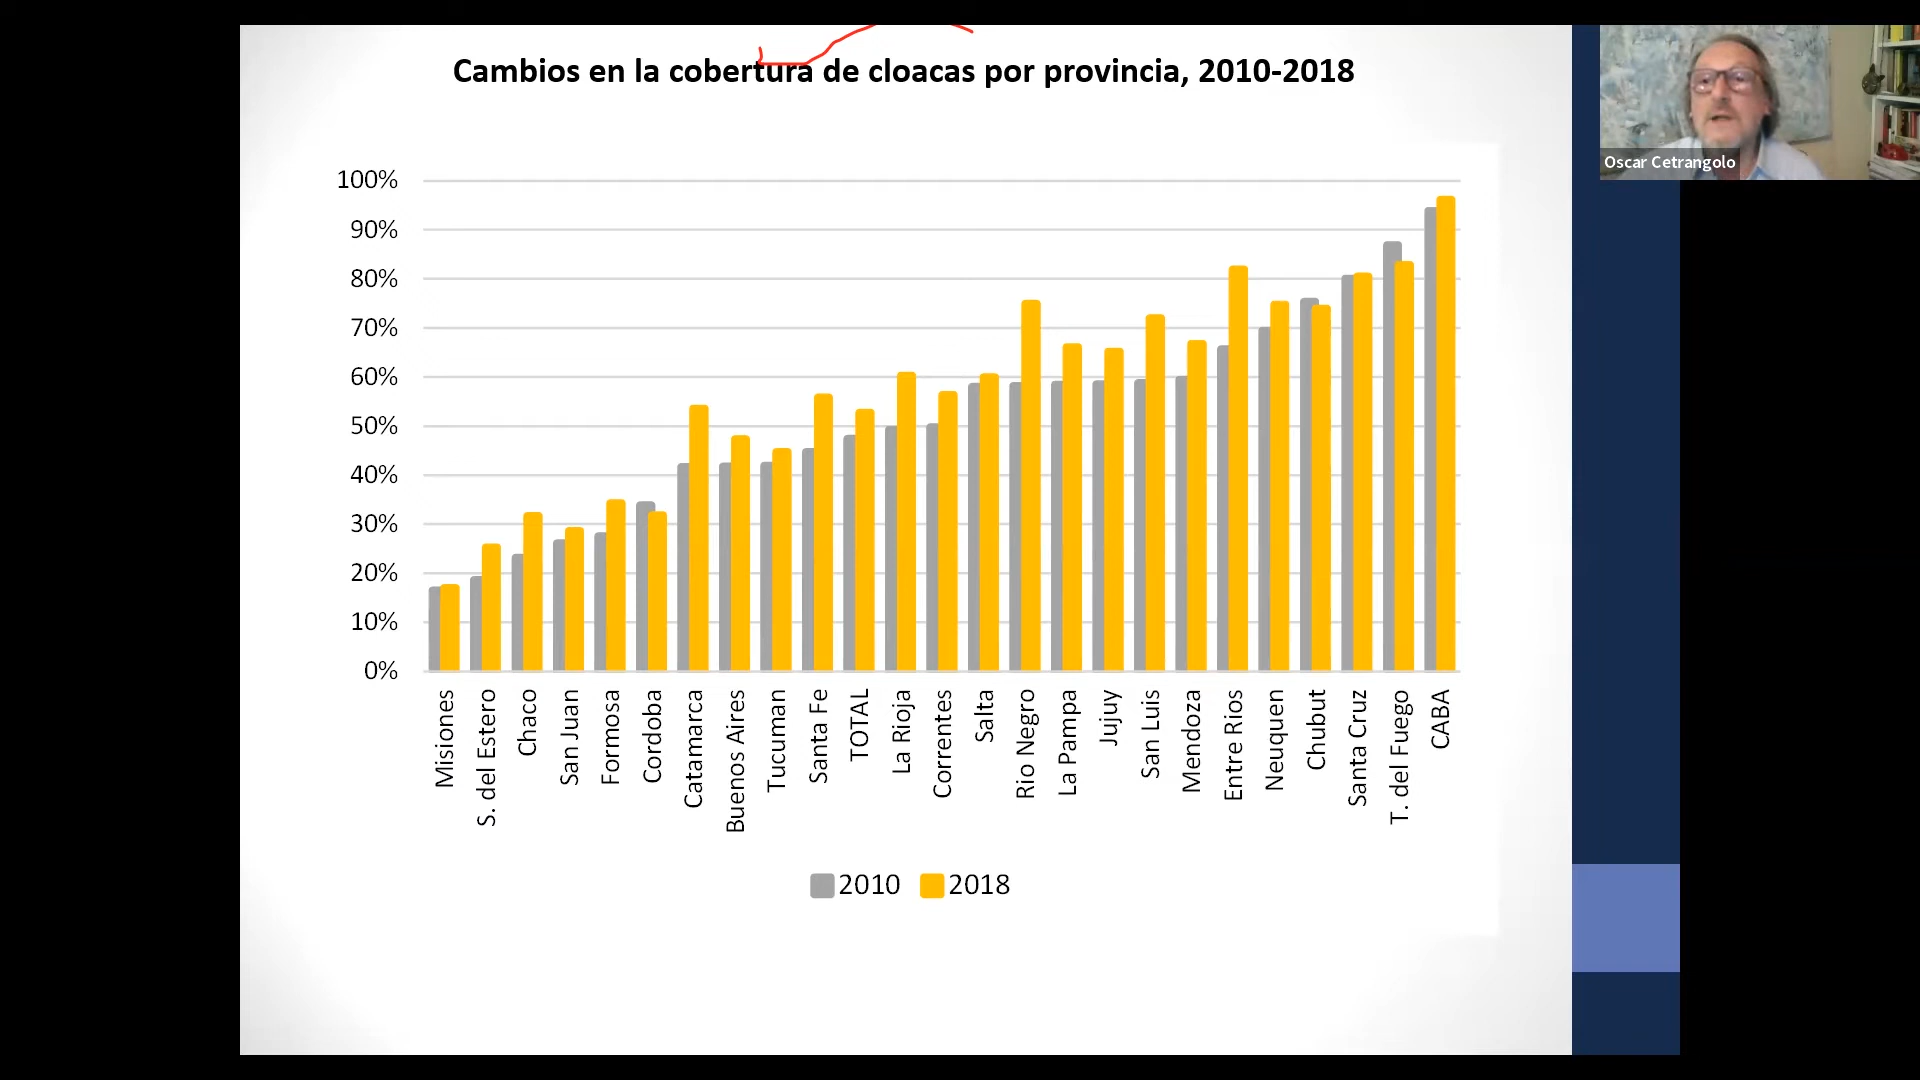 Cambios en la cobertura de cloacas por provincia, 2010-2018
Oscar Cetrangolo
100%
90%
80%
70%
60%
50%
40%
30%
20%
10%
0%
Misiones
S. del Estero
Chaco
San Juan
Formosa
Cordoba
Catamarca
Buenos Aires
Tucuman
Santa Fe
TOTAL
La Rioja
Corrientes
Salta
Rio Negro
La Pampa
Jujuy
San Luis
Mendoza
Entre Rios
Neuquen
Chubut
Santa Cruz
T. del Fuego
CABA
2010
2018